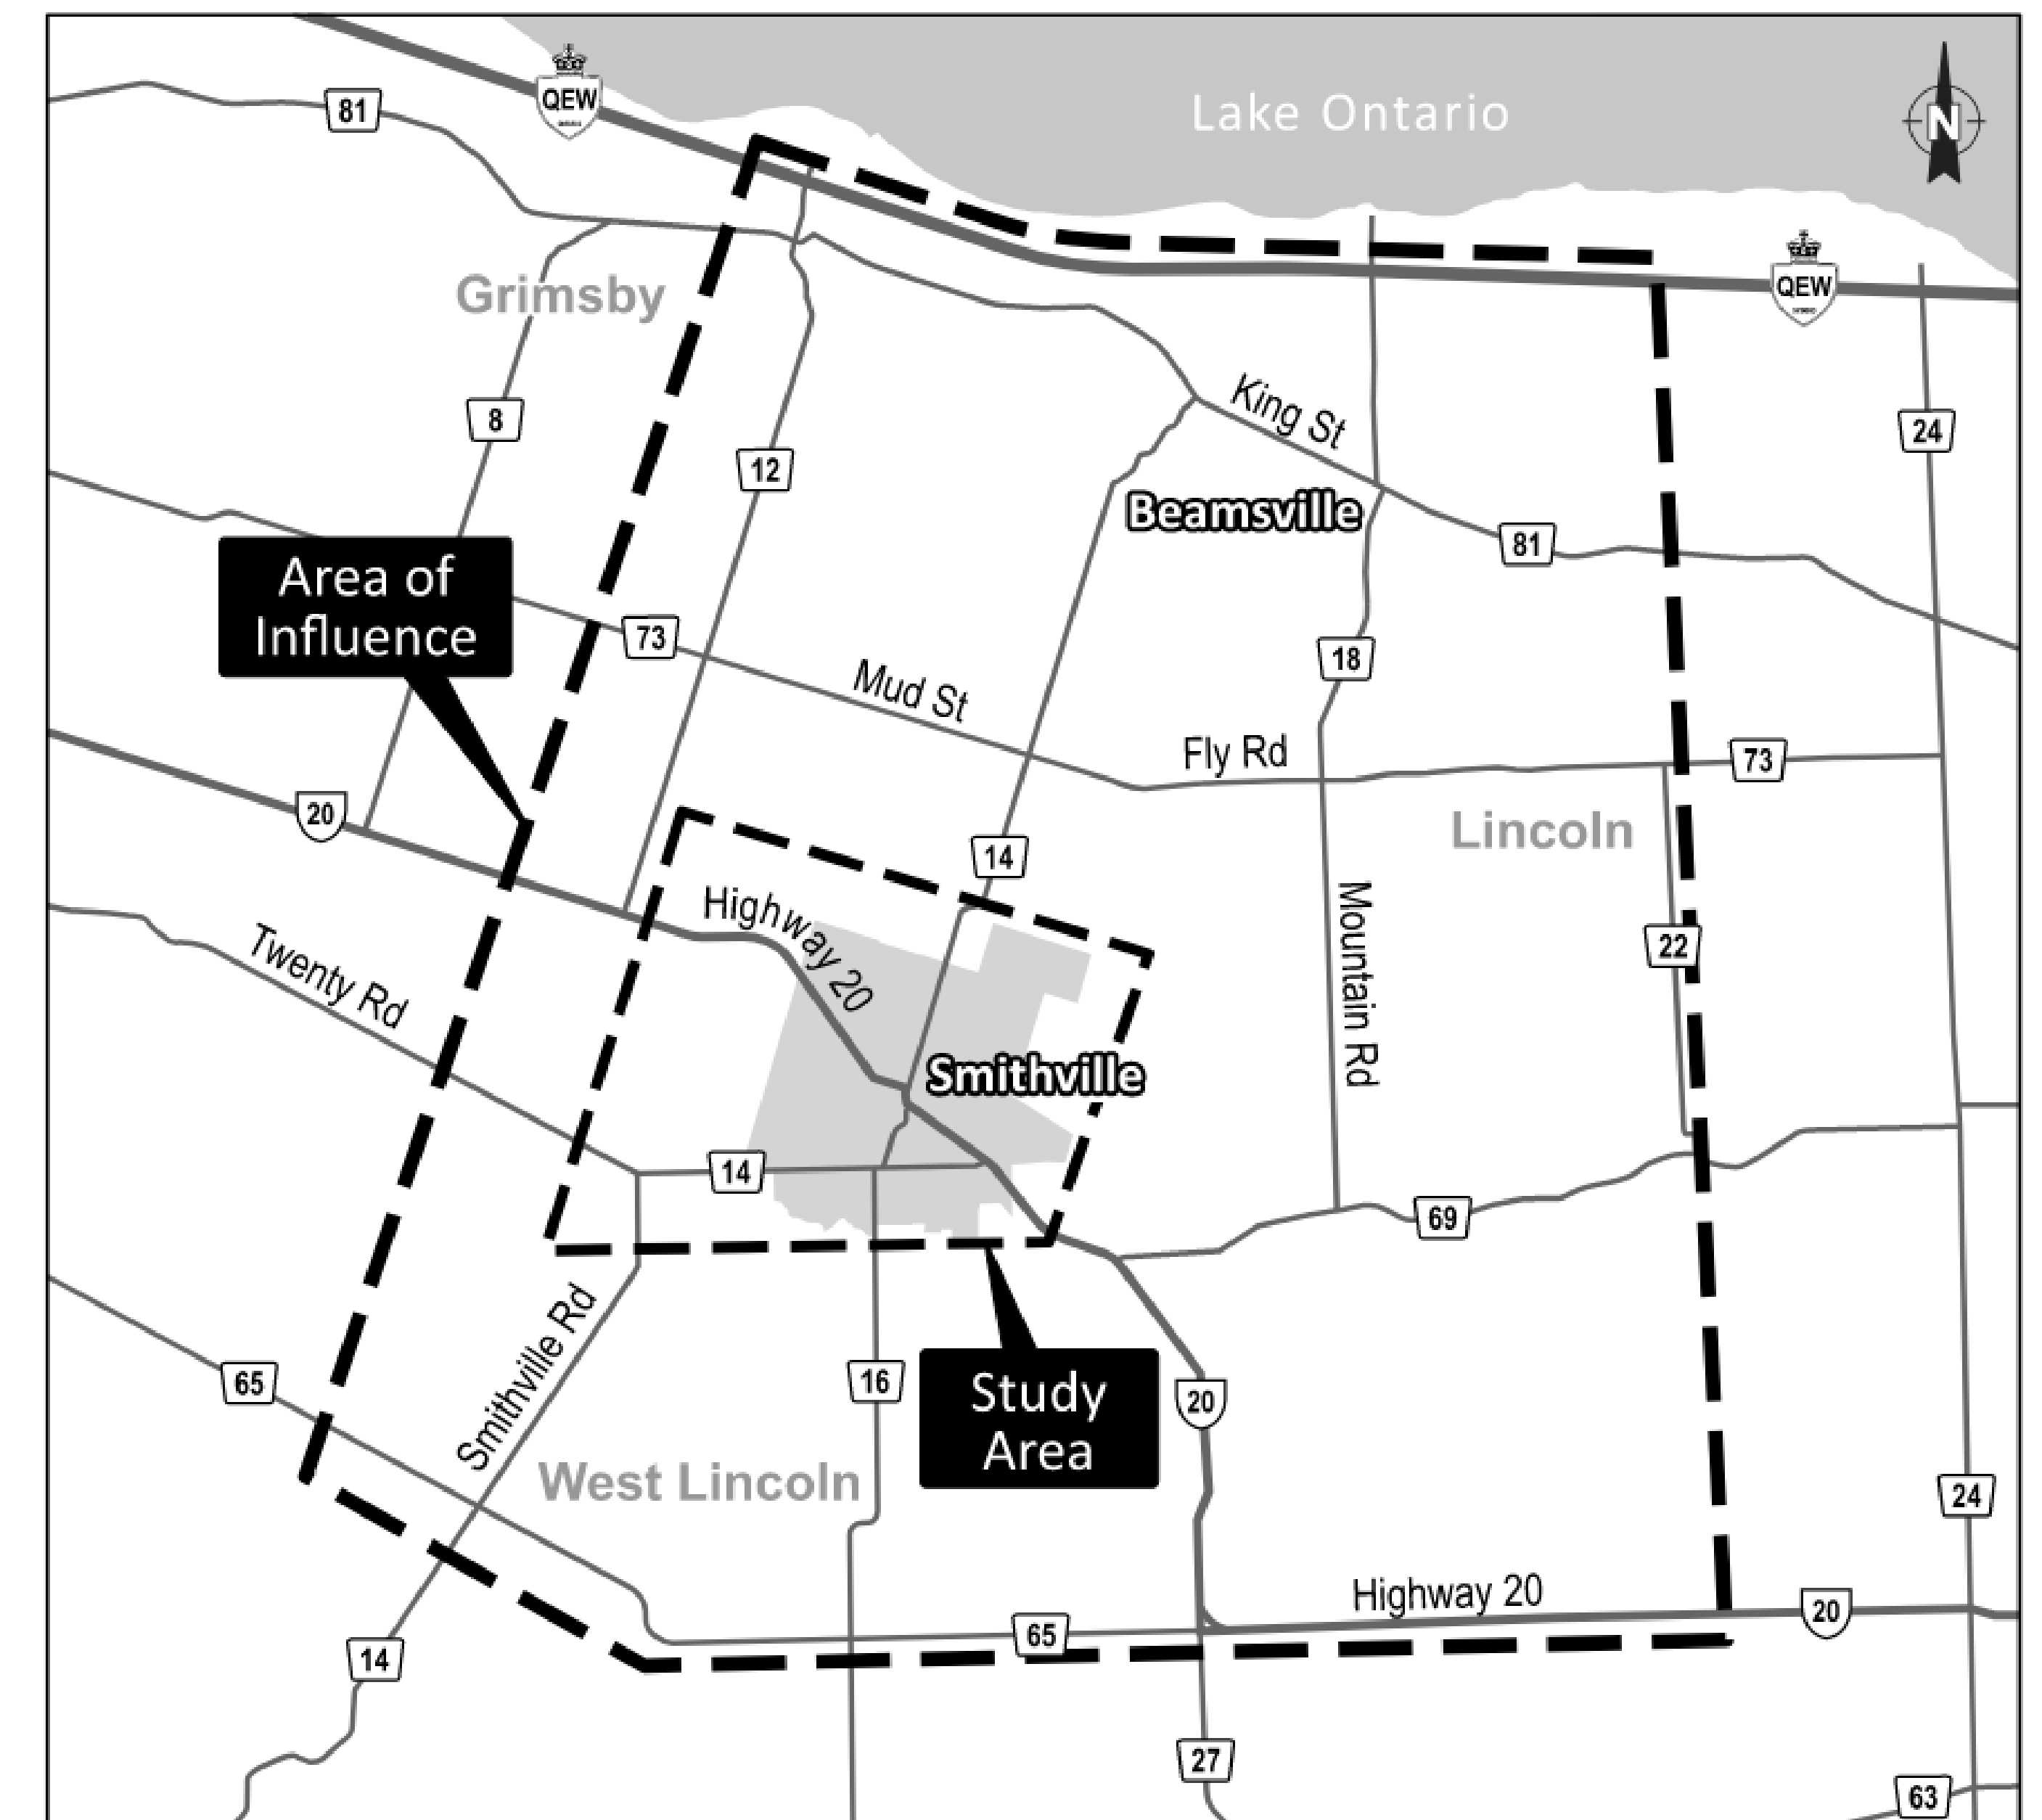 QEW
81
Lake Ontario
N
QEW
Grimsby
8
12
King St
24
Beamsville
81
Area of
Influence
73
18
Mud St
Fly Rd
73
20
Lincoln
14
Highway 20
Mountain Rd
22
Twenty Rd
Smithville
14
69
65
Smithville Rd
16
Study
Area
20
West Lincoln
24
Highway 20
65
20
14
27
63